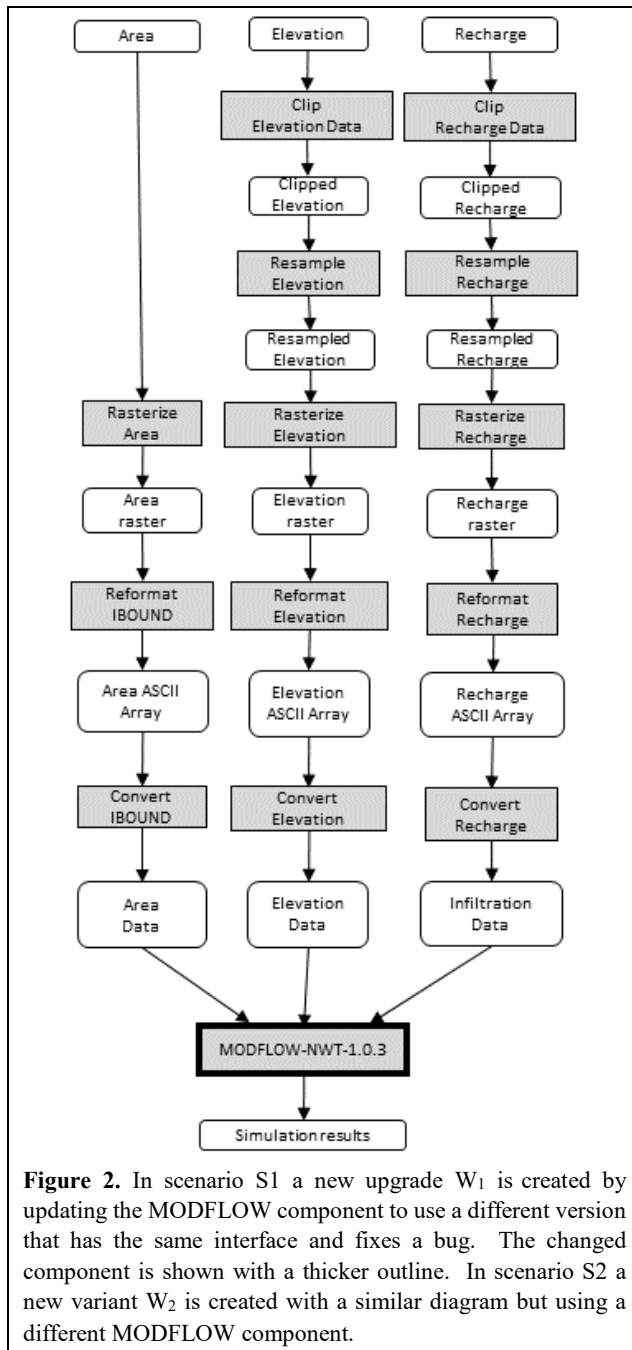 Area
Elevation
Recharge
Clip
Elevation Data
Clip
Recharge Data
Clipped
Elevation
Clipped
Recharge
Resample
Elevation
Resample
Recharge
Resampled
Elevation
Resampled
Recharge
Rasterize
Area
Rasterize
Elevation
Rasterize
Recharge
Area
raster
Elevation
raster
Recharge
raster
Reformat
IBOUND
Reformat
Elevation
Reformat
Recharge
Area ASCII
Array
Elevation
ASCII Array
Recharge
ASCII Array
Convert
IBOUND
Convert
Elevation
Convert
Recharge
Area
Data
Elevation
Data
Infiltration
Data
MODFLOW-NWT-1.0.3
Simulation results
Figure 2. In scenario S1 a new upgrade W₁ is created by
updating the MODFLOW component to use a different version
that has the same interface and fixes a bug. The changed
component is shown with a thicker outline. In scenario S2 a
new variant W₂ is created with a similar diagram but using a
different MODFLOW component.